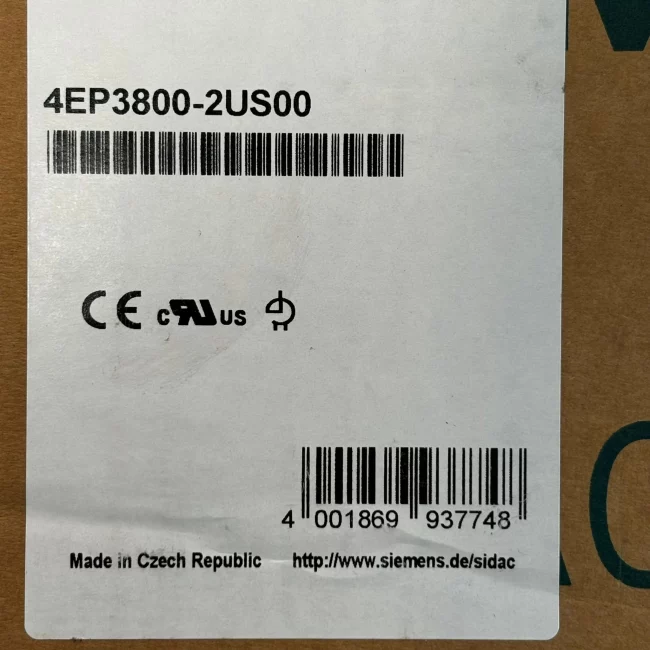 4EP3800-2US00
CE c US
4 001869 937748
Made in Czech Republic http://www.siemens.de/sidac